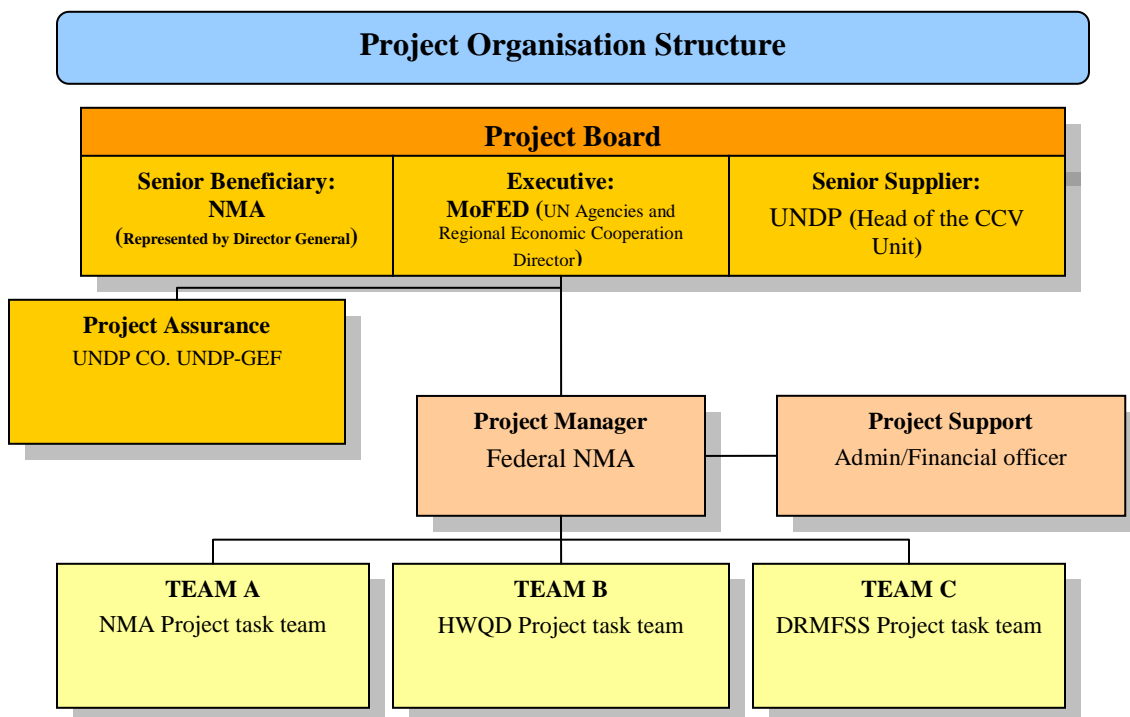 Project Organisation Structure
Project Board
Senior Beneficiary:
NMA
(Represented by Director General)
Executive:
MoFED (UN Agencies and
Regional Economic Cooperation
Director)
Senior Supplier:
UNDP (Head of the CCV
Unit)
Project Assurance
UNDP CO. UNDP-GEF
Project Manager
Federal NMA
Project Support
Admin/Financial officer
TEAM A
NMA Project task team
TEAM B
HWQD Project task team
TEAM C
DRMFSS Project task team